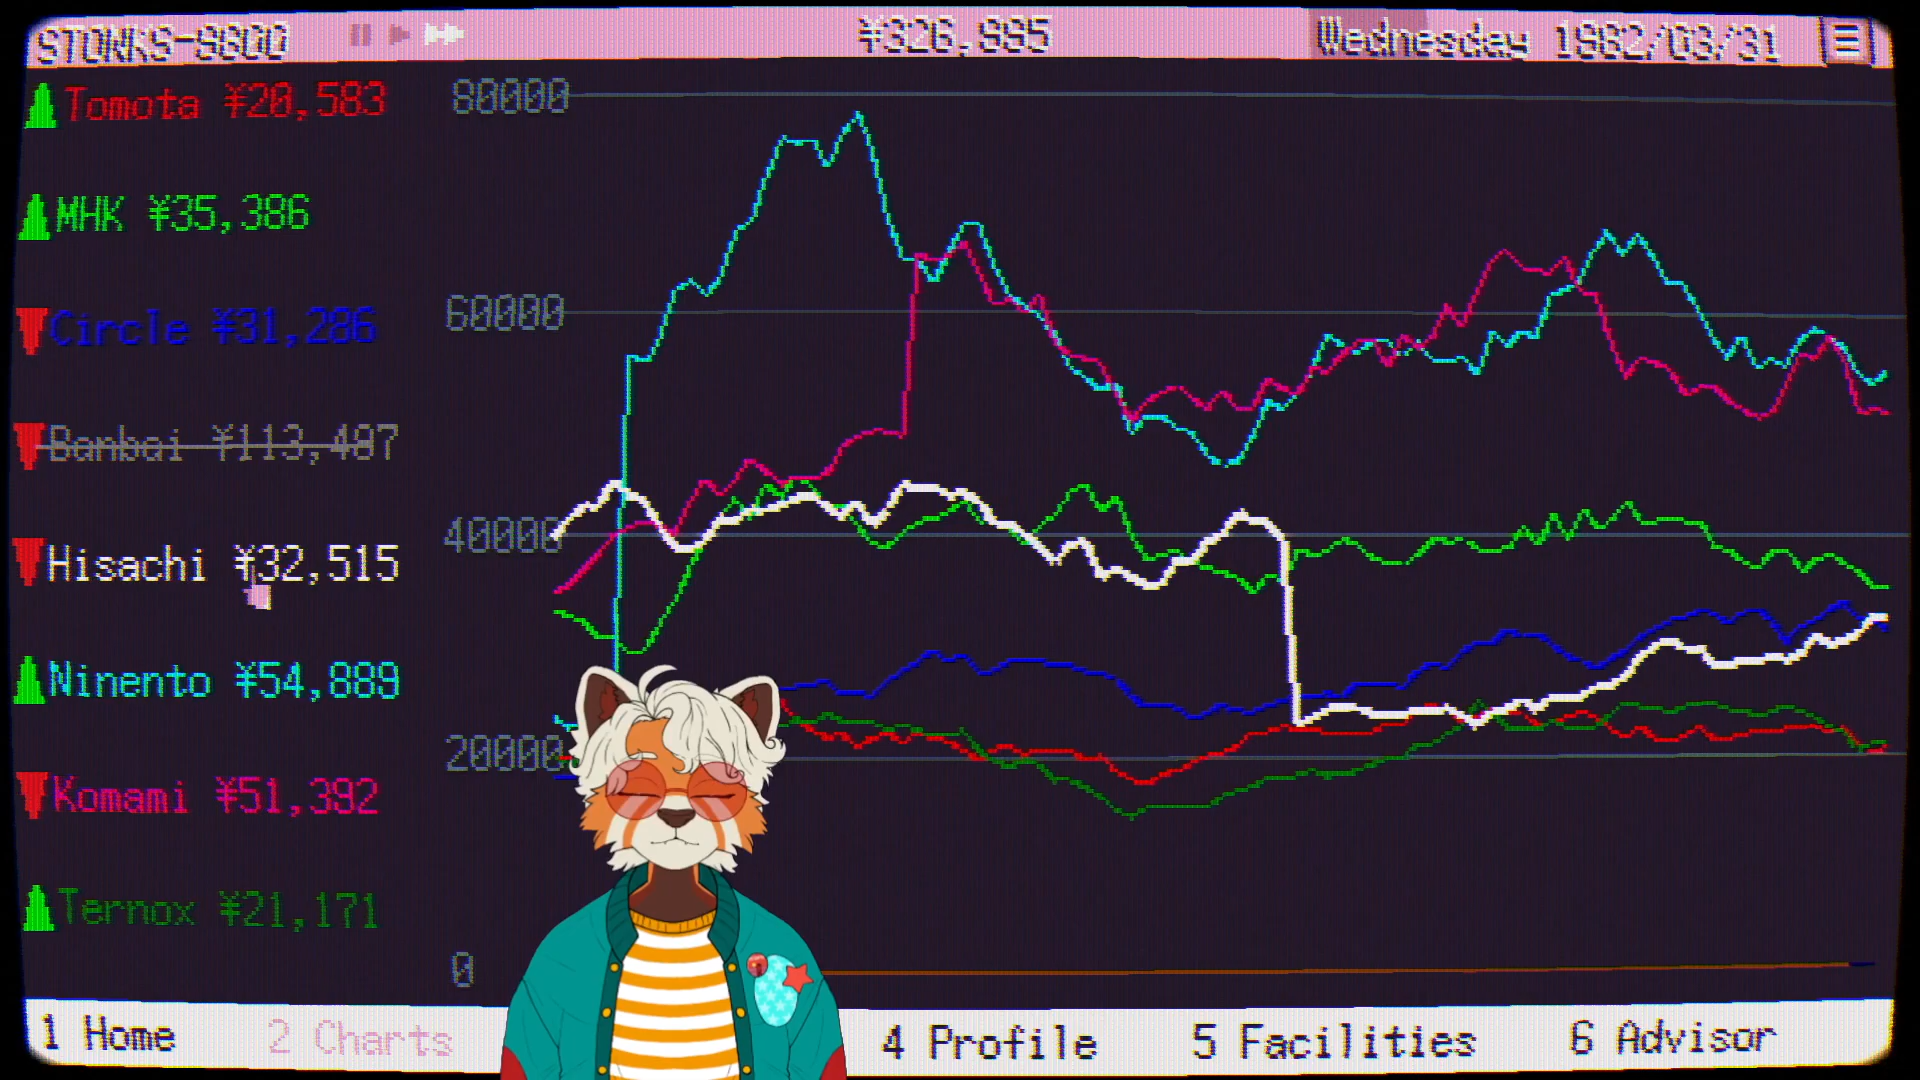 STONKS-9800
¥326,995
Wednesday 1982/03/31
Tomota ¥20,583
MHK ¥35,386
Circle ¥31,286
Banbai ¥113,487
Hisachi ¥32,515
Ninento ¥54,889
Komami ¥51,392
Ternox ¥21,171
80000
60000
40000
20000
0
1 Home
2 Charts
4 Profile
5 Facilities
6 Advisor